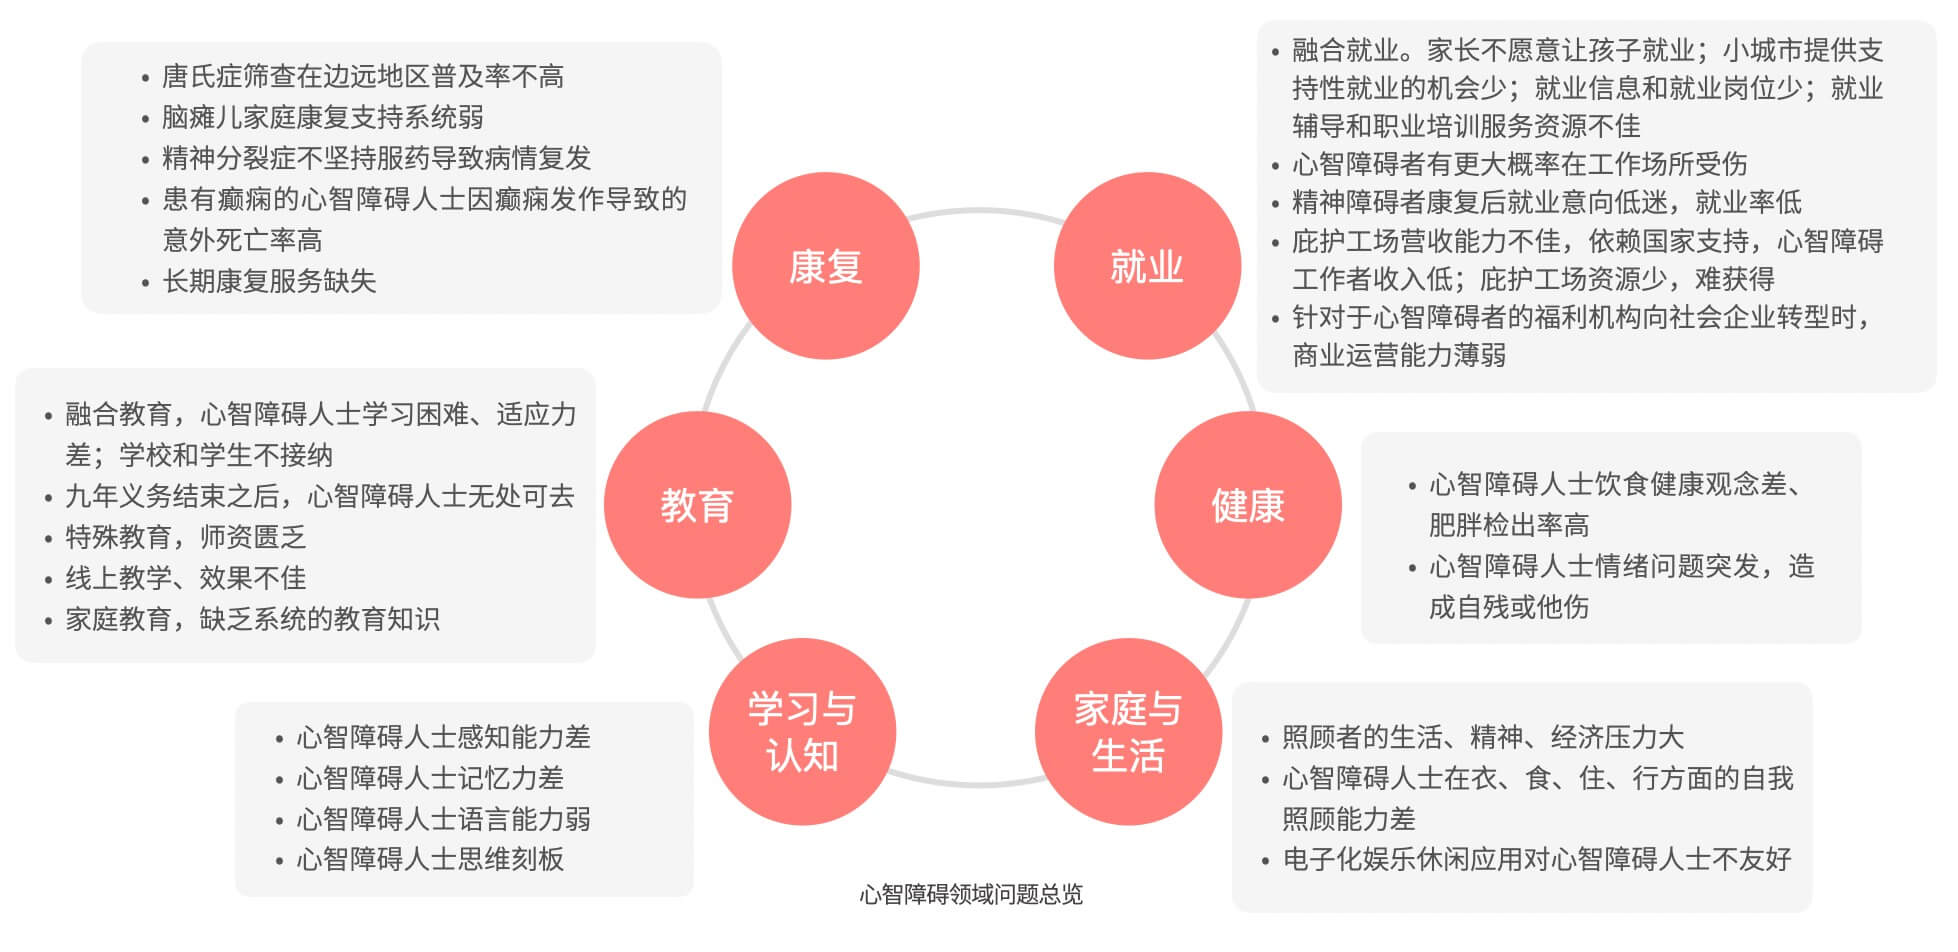 康复
• 唐氏症筛查在边远地区普及率不高
• 脑瘫儿家庭康复支持系统弱
• 精神分裂症不坚持服药导致病情复发
• 患有癫痫的心智障碍人士因癫痫发作导致的
意外死亡率高
• 长期康复服务缺失
就业
• 融合就业。家长不愿意让孩子就业；小城市提供支
持性就业的机会少；就业信息和就业岗位少；就业
辅导和职业培训服务资源不佳
• 心智障碍者有更大概率在工作场所受伤
• 精神障碍者康复后就业意向低迷，就业率低
• 庇护工场营收能力不佳，依赖国家支持，心智障碍
工作者收入低；庇护工场资源少，难获得
• 针对于心智障碍者的福利机构向社会企业转型时，
商业运营能力薄弱
教育
• 融合教育，心智障碍人士学习困难、适应力
差；学校和学生不接纳
• 九年义务结束之后，心智障碍人士无处可去
• 特殊教育，师资匮乏
• 线上教学、效果不佳
• 家庭教育，缺乏系统的教育知识
健康
• 心智障碍人士饮食健康观念差、
肥胖检出率高
• 心智障碍人士情绪问题突发，造
成自残或他伤
学习与
认知
• 心智障碍人士感知能力差
• 心智障碍人士记忆力差
• 心智障碍人士语言能力弱
• 心智障碍人士思维刻板
家庭与
生活
• 照顾者的生活、精神、经济压力大
• 心智障碍人士在衣、食、住、行方面的自我
照顾能力差
• 电子化娱乐休闲应用对心智障碍人士不友好
心智障碍领域问题总览